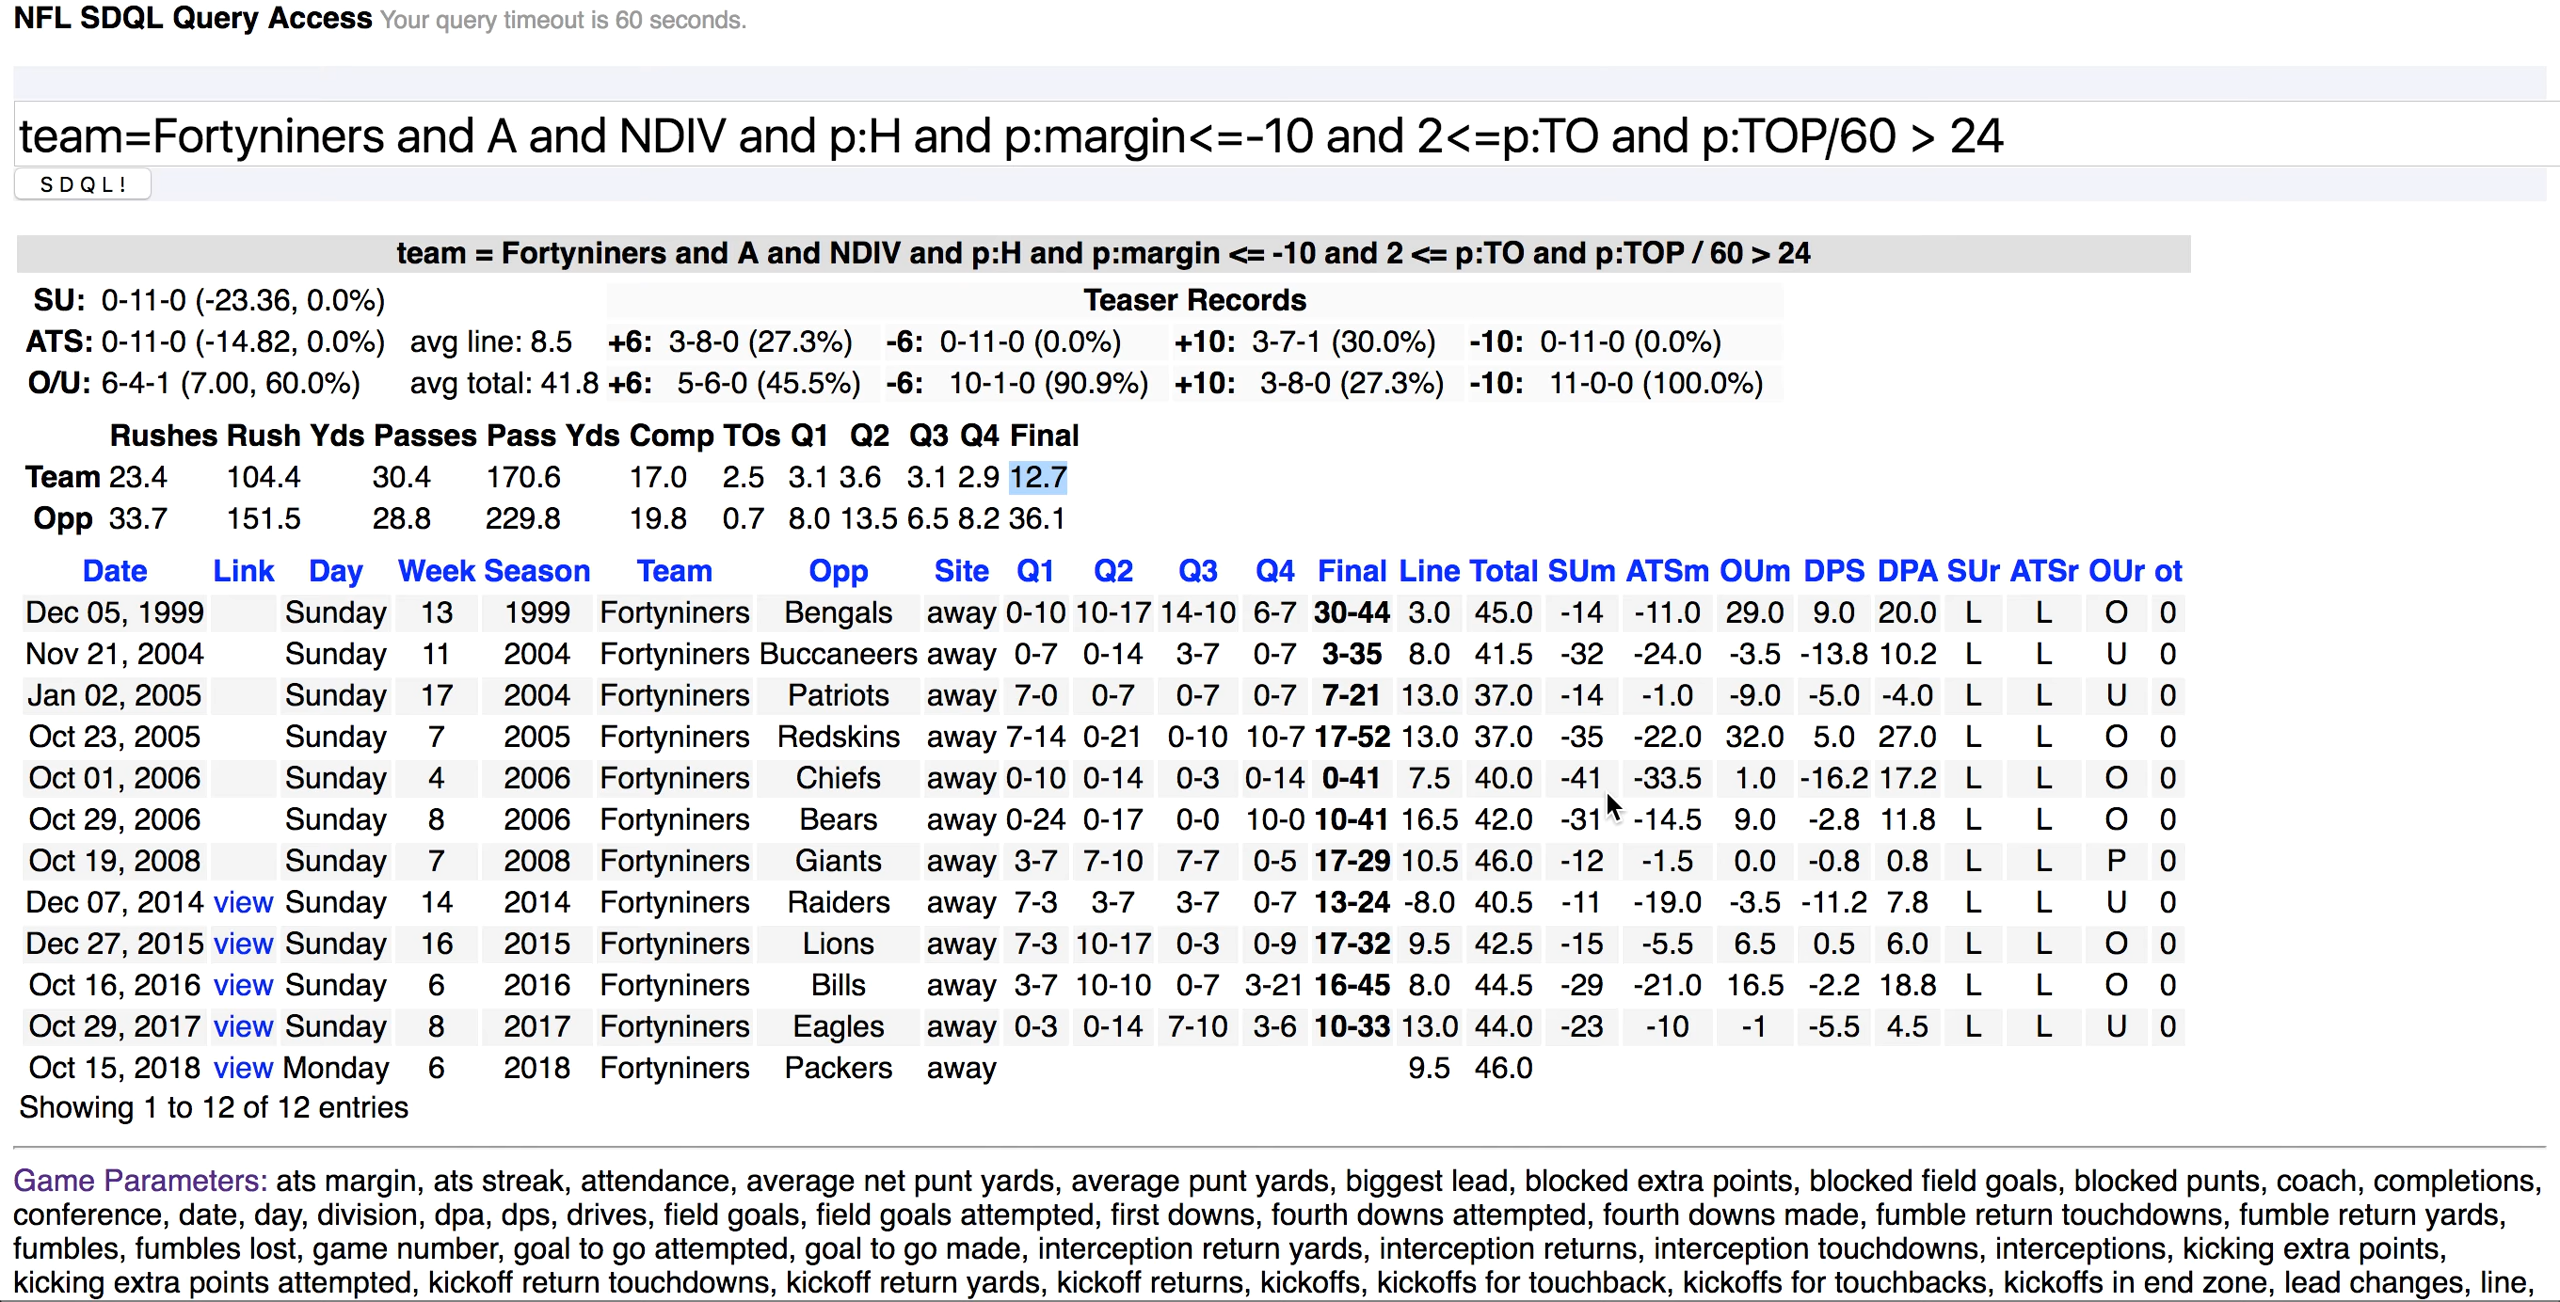 NFL SDQL Query Access Your query timeout is 60 seconds.
team=Fortyniners and A and NDIV and p:H and p:margin<=-10 and 2<=p:TO and p:TOP/60 > 24
S D Q L !
team = Fortyniners and A and NDIV and p:H and p:margin <= -10 and 2 <= p:TO and p:TOP / 60 > 24
SU: 0-11-0 (-23.36, 0.0%) Teaser Records
ATS: 0-11-0 (-14.82, 0.0%) avg line: 8.5 +6: 3-8-0 (27.3%) -6: 0-11-0 (0.0%) +10: 3-7-1 (30.0%) -10: 0-11-0 (0.0%)
O/U: 6-4-1 (7.00, 60.0%) avg total: 41.8 +6: 5-6-0 (45.5%) -6: 10-1-0 (90.9%) +10: 3-8-0 (27.3%) -10: 11-0-0 (100.0%)
Rushes Rush Yds Passes Pass Yds Comp TOs Q1 Q2 Q3 Q4 Final
Team 23.4 104.4 30.4 170.6 17.0 2.5 3.1 3.6 3.1 2.9 12.7
Opp 33.7 151.5 28.8 229.8 19.8 0.7 8.0 13.5 6.5 8.2 36.1
Date Link Day Week Season Team Opp Site Q1 Q2 Q3 Q4 Final Line Total SUm ATSm OUm DPS DPA SUr ATSr OUr ot
Dec 05, 1999 Sunday 13 1999 Fortyniners Bengals away 0-10 10-17 14-10 6-7 30-44 3.0 45.0 -14 -11.0 29.0 9.0 20.0 L L O 0
Nov 21, 2004 Sunday 11 2004 Fortyniners Buccaneers away 0-7 0-14 3-7 0-7 3-35 8.0 41.5 -32 -24.0 -3.5 -13.8 10.2 L L U 0
Jan 02, 2005 Sunday 17 2004 Fortyniners Patriots away 7-0 0-7 0-7 0-7 7-21 13.0 37.0 -14 -1.0 -9.0 -5.0 -4.0 L L U 0
Oct 23, 2005 Sunday 7 2005 Fortyniners Redskins away 7-14 0-21 0-10 10-7 17-52 13.0 37.0 -35 -22.0 32.0 5.0 27.0 L L O 0
Oct 01, 2006 Sunday 4 2006 Fortyniners Chiefs away 0-10 0-14 0-3 0-14 0-41 7.5 40.0 -41 -33.5 1.0 -16.2 17.2 L L O 0
Oct 29, 2006 Sunday 8 2006 Fortyniners Bears away 0-24 0-17 0-0 10-0 10-41 16.5 42.0 -31 -14.5 9.0 -2.8 11.8 L L O 0
Oct 19, 2008 Sunday 7 2008 Fortyniners Giants away 3-7 7-10 7-7 0-5 17-29 10.5 46.0 -12 -1.5 0.0 -0.8 0.8 L L P 0
Dec 07, 2014 view Sunday 14 2014 Fortyniners Raiders away 7-3 3-7 3-7 0-7 13-24 -8.0 40.5 -11 -19.0 -3.5 -11.2 7.8 L L U 0
Dec 27, 2015 view Sunday 16 2015 Fortyniners Lions away 7-3 10-17 0-3 0-9 17-32 9.5 42.5 -15 -5.5 6.5 0.5 6.0 L L O 0
Oct 16, 2016 view Sunday 6 2016 Fortyniners Bills away 3-7 10-10 0-7 3-21 16-45 8.0 44.5 -29 -21.0 16.5 -2.2 18.8 L L O 0
Oct 29, 2017 view Sunday 8 2017 Fortyniners Eagles away 0-3 0-14 7-10 3-6 10-33 13.0 44.0 -23 -10 -1 -5.5 4.5 L L U 0
Oct 15, 2018 view Monday 6 2018 Fortyniners Packers away 9.5 46.0
Showing 1 to 12 of 12 entries
Game Parameters: ats margin, ats streak, attendance, average net punt yards, average punt yards, biggest lead, blocked extra points, blocked field goals, blocked punts, coach, completions,
conference, date, day, division, dpa, dps, drives, field goals, field goals attempted, first downs, fourth downs attempted, fourth downs made, fumble return touchdowns, fumble return yards,
fumbles, fumbles lost, game number, goal to go attempted, goal to go made, interception return yards, interception returns, interception touchdowns, interceptions, kicking extra points,
kicking extra points attempted, kickoff return touchdowns, kickoff return yards, kickoff returns, kickoffs, kickoffs for touchback, kickoffs for touchbacks, kickoffs in end zone, lead changes, line,